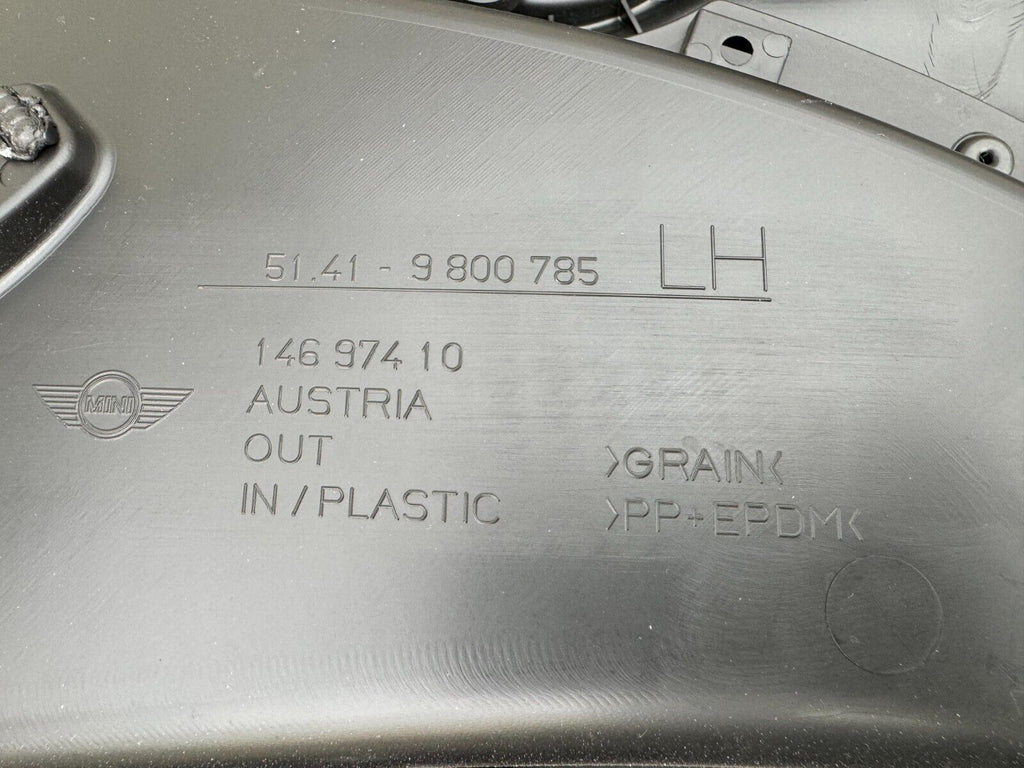 51.41 - 9 800 785 LH
146 974 10
AUSTRIA
MINI
OUT
IN / PLASTIC
>GRAIN<
>PP+EPDM<